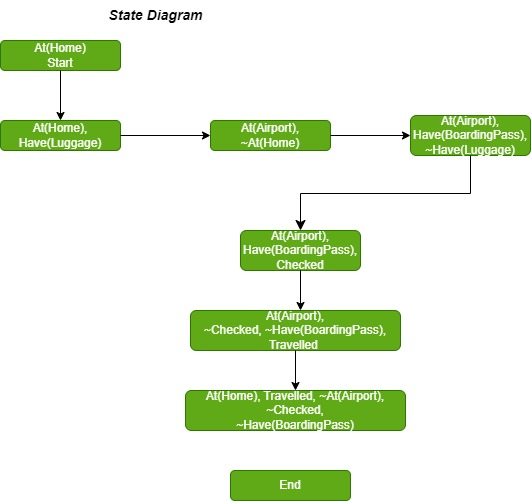 State Diagram
At(Home)
Start
At(Home),
Have(Luggage)
At(Airport),
~At(Home)
At(Airport),
Have(BoardingPass),
~Have(Luggage)
At(Airport),
Have(BoardingPass),
Checked
At(Airport),
~Checked, ~Have(BoardingPass),
Travelled
At(Home), Travelled, ~At(Airport),
~Checked,
~Have(BoardingPass)
End